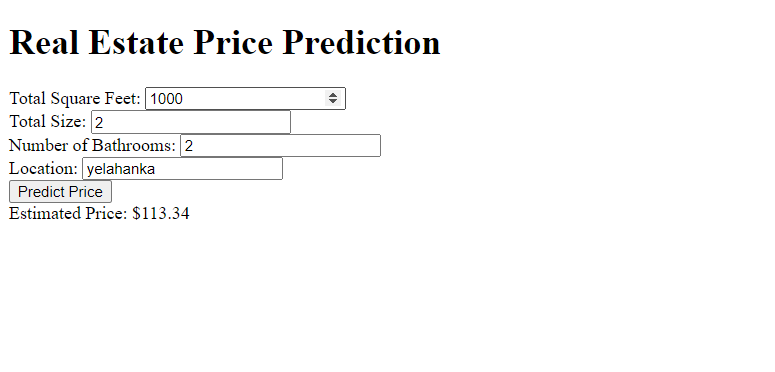 Real Estate Price Prediction
Total Square Feet: 1000
Total Size: 2
Number of Bathrooms: 2
Location: yelahanka
Predict Price
Estimated Price: $113.34